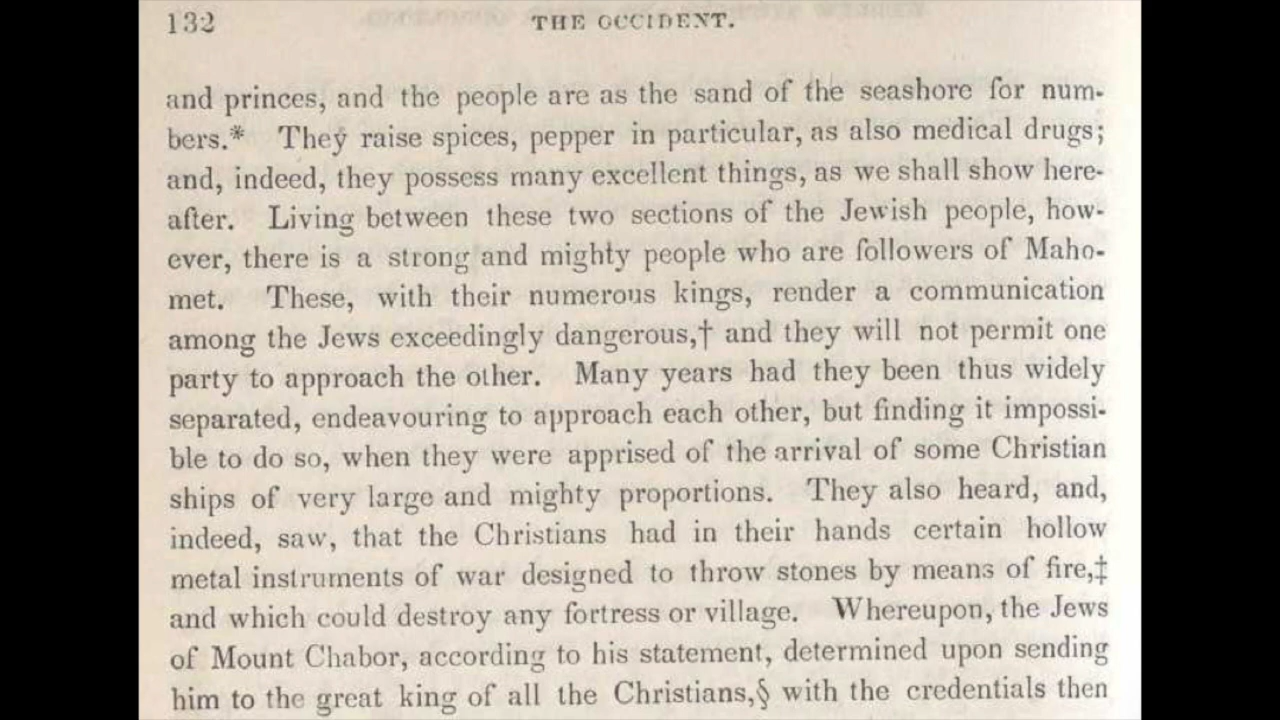 132 THE OCCIDENT.
and princes, and the people are as the sand of the seashore for num-
bers.* They raise spices, pepper in particular, as also medical drugs;
and, indeed, they possess many excellent things, as we shall show here-
after. Living between these two sections of the Jewish people, how-
ever, there is a strong and mighty people who are followers of Maho-
met. These, with their numerous kings, render a communication
among the Jews exceedingly dangerous,† and they will not permit one
party to approach the other. Many years had they been thus widely
separated, endeavouring to approach each other, but finding it impossi-
ble to do so, when they were apprised of the arrival of some Christian
ships of very large and mighty proportions. They also heard, and,
indeed, saw, that the Christians had in their hands certain hollow
metal instruments of war designed to throw stones by means of fire,‡
and which could destroy any fortress or village. Whereupon, the Jews
of Mount Chabor, according to his statement, determined upon sending
him to the great king of all the Christians,§ with the credentials then